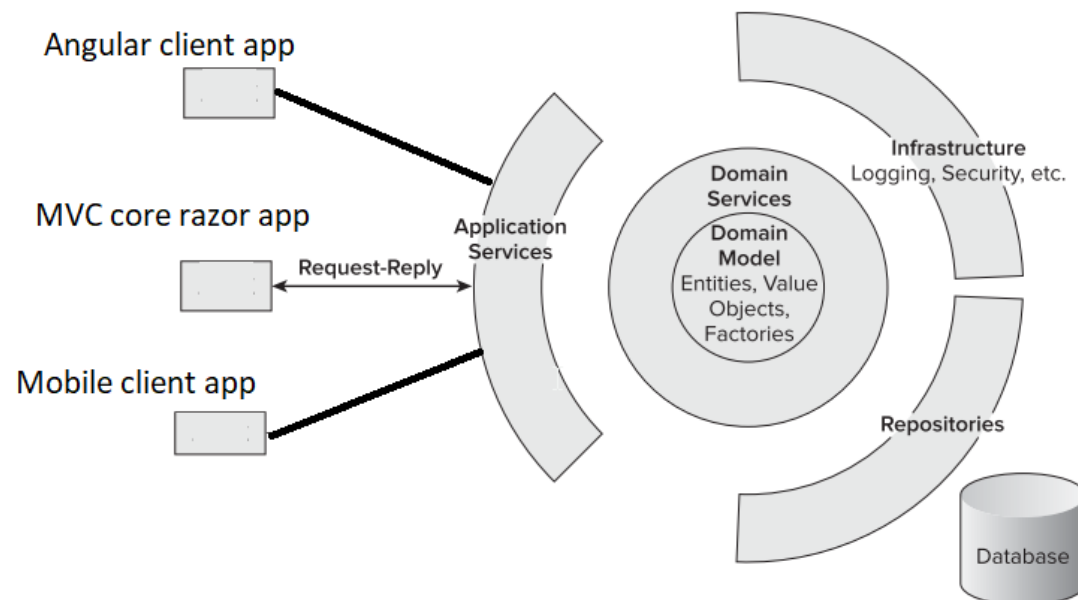 Angular client app
MVC core razor app
Request-Reply
Mobile client app
Application
Services
Domain
Services
Domain
Model
Entities, Value
Objects,
Factories
Infrastructure
Logging, Security, etc.
Repositories
Database